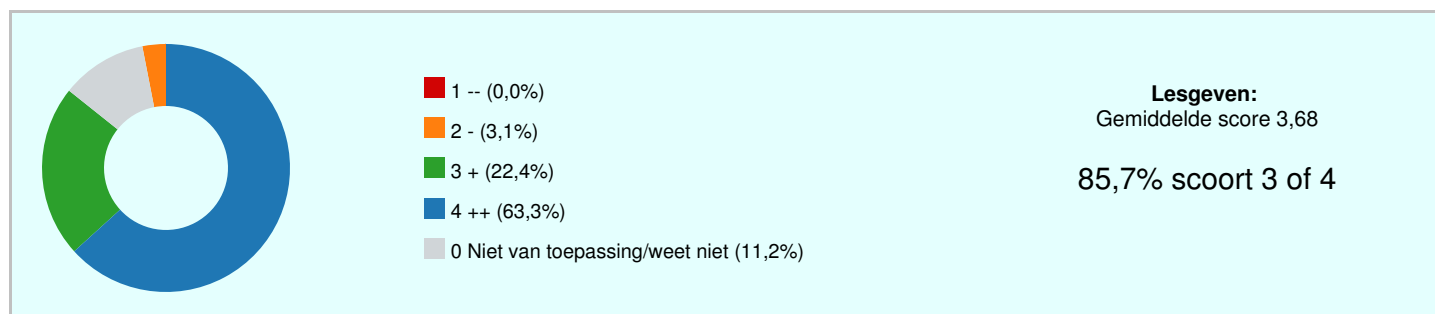 1 -- (0,0%)
2 - (3,1%)
3 + (22,4%)
4 ++ (63,3%)
0 Niet van toepassing/weet niet (11,2%)
Lesgeven:
Gemiddelde score 3,68
85,7% scoort 3 of 4